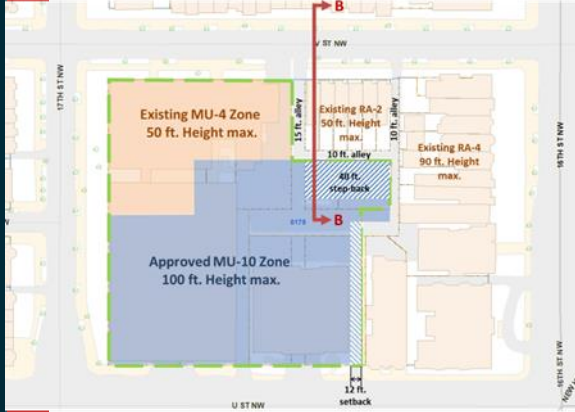 B
V ST NW
17TH ST NW
Existing MU-4 Zone
50 ft. Height max.
15 ft. alley
Existing RA-2
50 ft. Height
max.
10 ft. alley
Existing RA-4
90 ft. Height
max.
16TH ST NW
10 ft. alley
40 ft.
step-back
0175
B
Approved MU-10 Zone
100 ft. Height max.
12 ft.
setback
U ST NW
16TH ST NW
NEW H